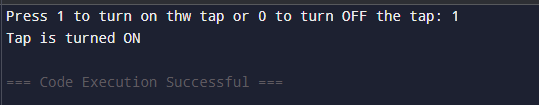 Press 1 to turn on thw tap or 0 to turn OFF the tap: 1
Tap is turned ON
=== Code Execution Successful ===